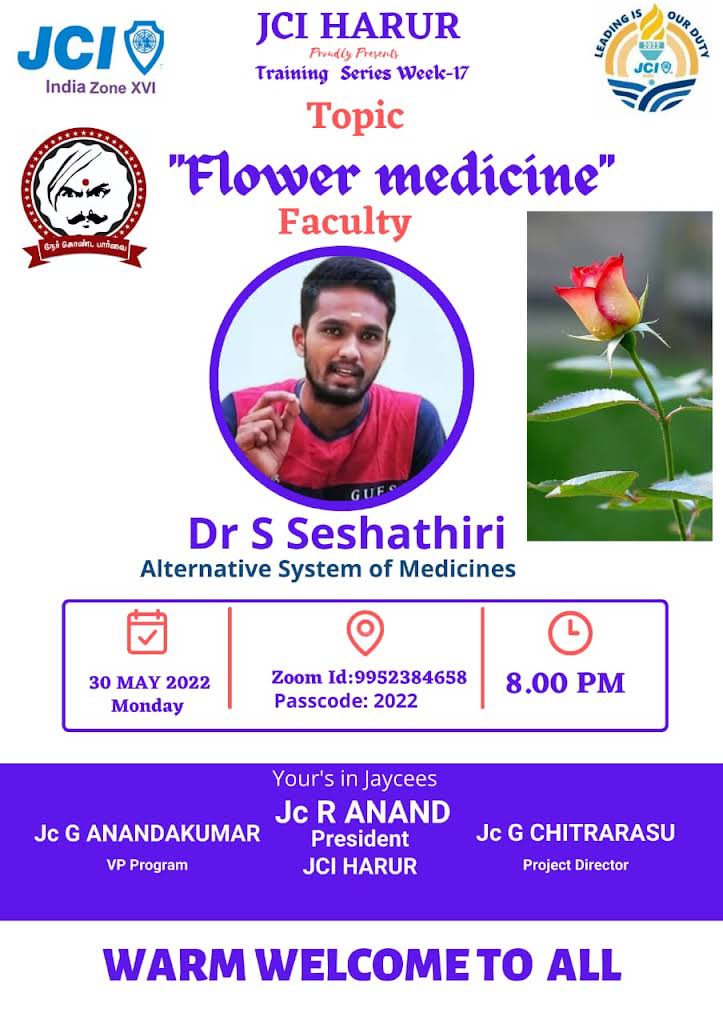 JCI
India Zone XVI
JCI HARUR
Proudly Presents
Training Series Week-17
LEADING IS OUR DUTY
2022
JCI
India
Topic
"Flower medicine"
Faculty
நேர் கொண்ட பார்வை
GUES
Dr S Seshathiri
Alternative System of Medicines
30 MAY 2022
Monday
Zoom Id:9952384658
Passcode: 2022
8.00 PM
Your's in Jaycees
Jc R ANAND
President
JCI HARUR
Jc G ANANDAKUMAR
VP Program
Jc G CHITRARASU
Project Director
WARM WELCOME TO ALL